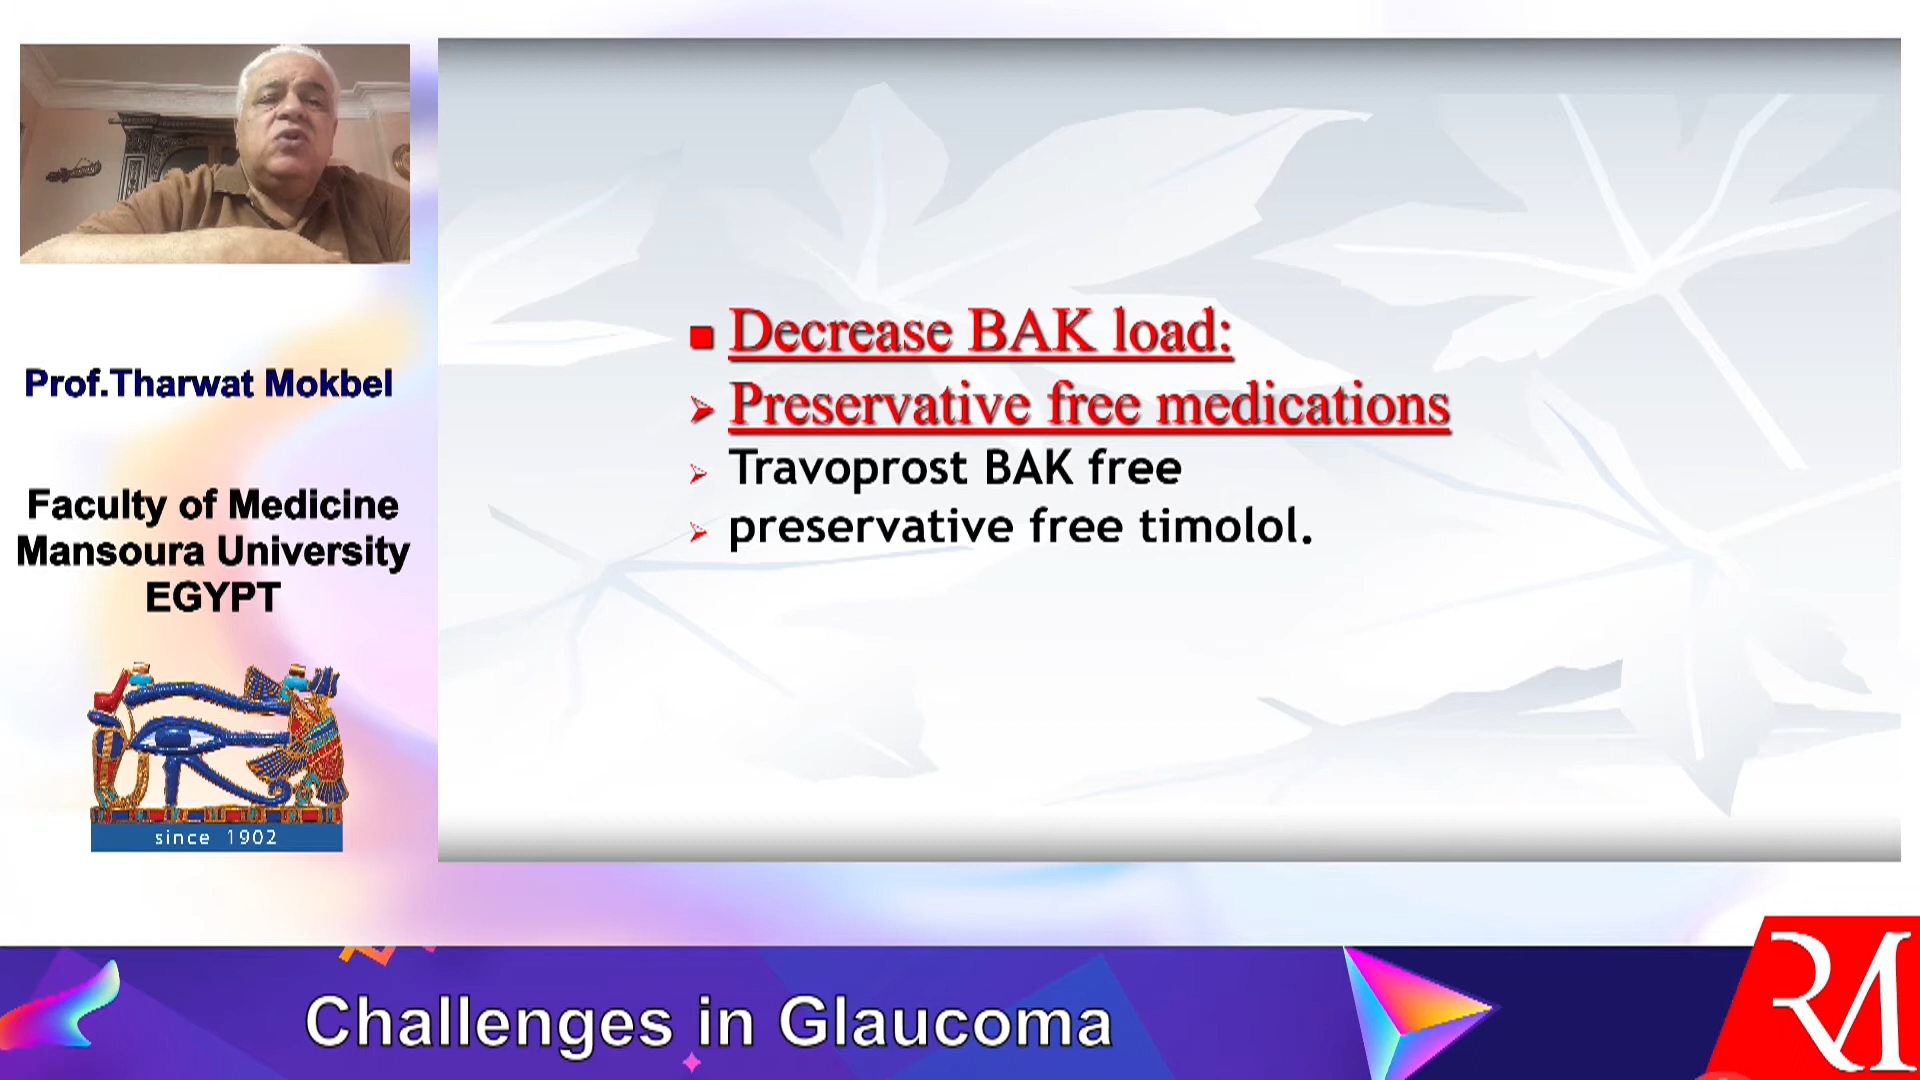 Prof.Tharwat Mokbel
Faculty of Medicine
Mansoura University
EGYPT
since 1902
Decrease BAK load:
Preservative free medications
Travoprost BAK free
preservative free timolol.
Challenges in Glaucoma
RM